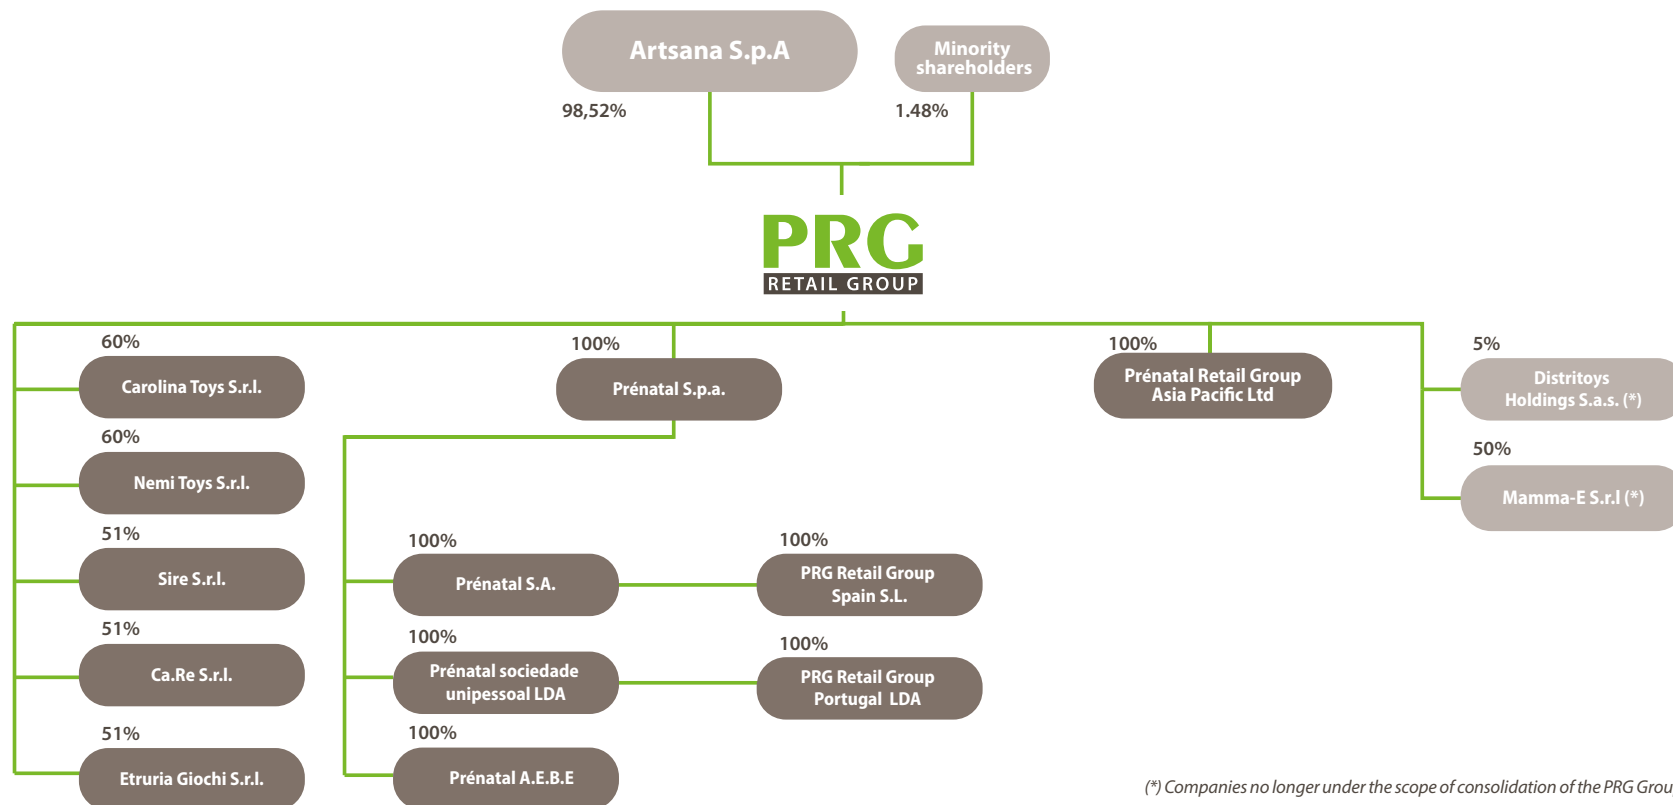 Artsana S.p.A
Minority
shareholders
98,52%
1.48%
PRG
RETAIL GROUP
60%
Carolina Toys S.r.l.
60%
Nemi Toys S.r.l.
51%
Sire S.r.l.
51%
Ca.Re S.r.l.
51%
Etruria Giochi S.r.l.
100%
Prénatal S.p.a.
100%
Prénatal S.A.
100%
PRG Retail Group
Spain S.L.
100%
Prénatal sociedade
unipessoal LDA
100%
PRG Retail Group
Portugal LDA
100%
Prénatal A.E.B.E
100%
Prénatal Retail Group
Asia Pacific Ltd
5%
Distritoys
Holdings S.a.s. (*)
50%
Mamma-E S.r.l (*)
(*) Companies no longer under the scope of consolidation of the PRG Grou